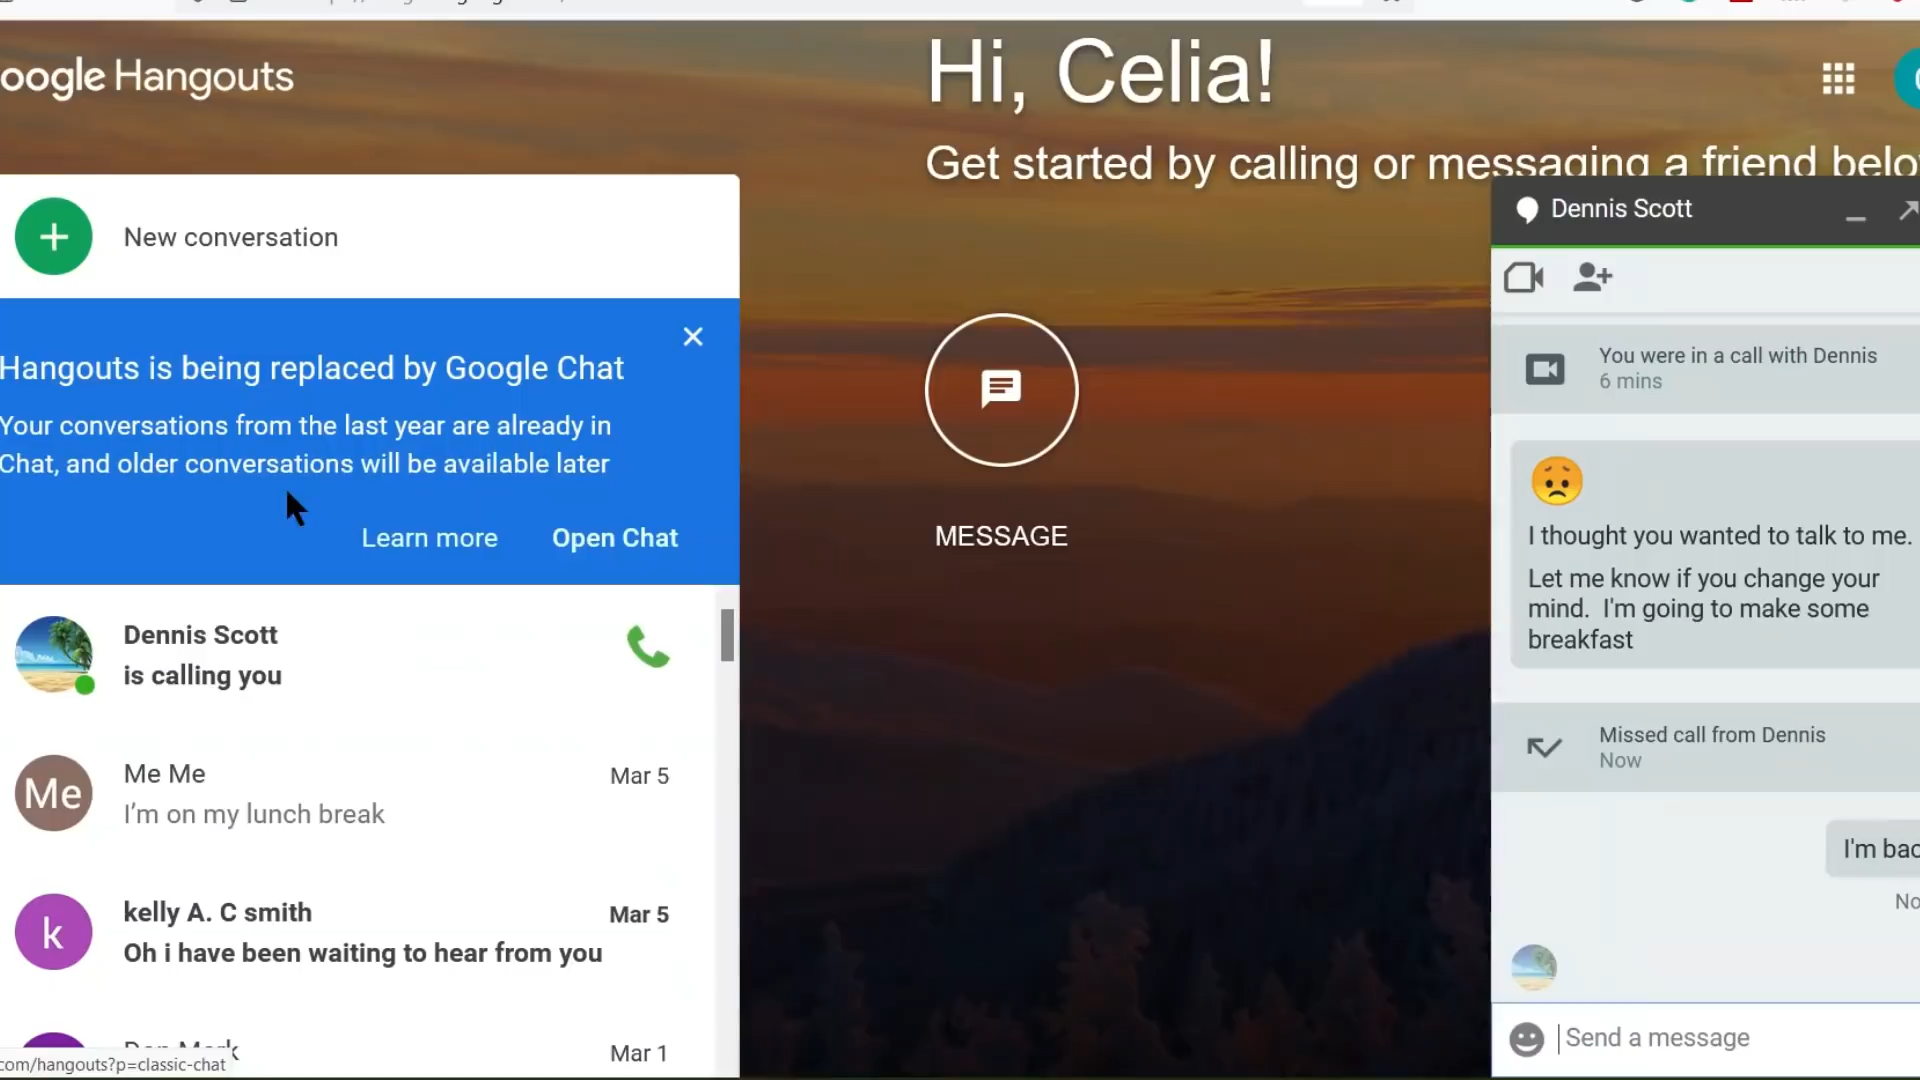 oogle Hangouts
Hi, Celia!
Get started by calling or messaging a friend belo
New conversation
Hangouts is being replaced by Google Chat
Your conversations from the last year are already in
Chat, and older conversations will be available later
Learn more Open Chat
Dennis Scott
is calling you
Me
Me Me
Mar 5
I'm on my lunch break
k
kelly A. C smith
Mar 5
Oh i have been waiting to hear from you
Mar 1
com/hangouts?p=classic-chat
MESSAGE
Dennis Scott
You were in a call with Dennis
6 mins
I thought you wanted to talk to me.
Let me know if you change your
mind.  I'm going to make some
breakfast
Missed call from Dennis
Now
I'm bac
No
Send a message